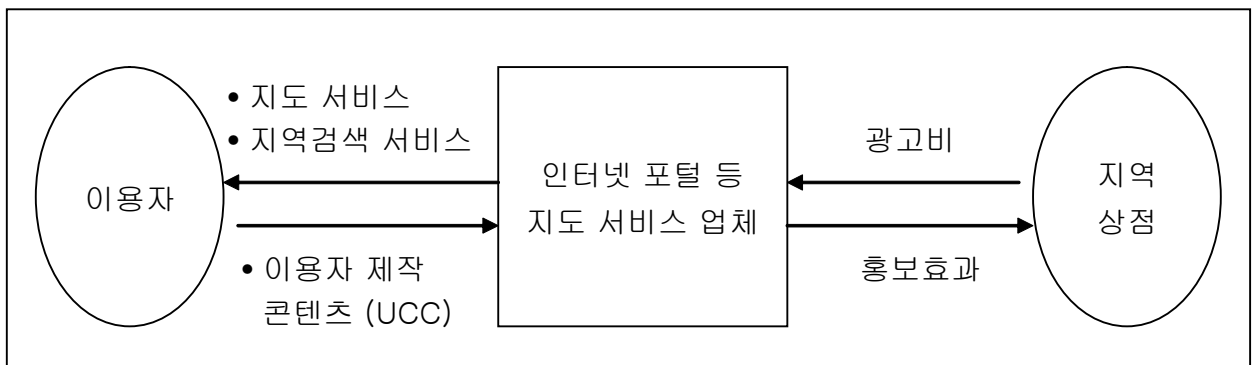 이용자
• 지도 서비스
• 지역검색 서비스
• 이용자 제작
콘텐츠 (UCC)
인터넷 포털 등
지도 서비스 업체
광고비
홍보효과
지역
상점